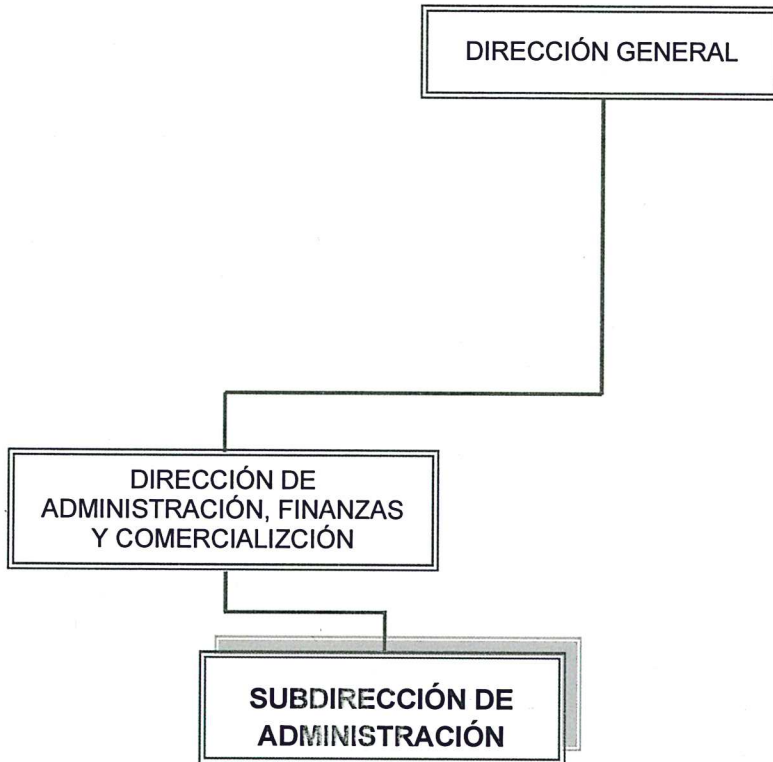 DIRECCIÓN GENERAL
DIRECCIÓN DE
ADMINISTRACIÓN, FINANZAS
Y COMERCIALIZCIÓN
SUBDIRECCIÓN DE
ADMINISTRACIÓN